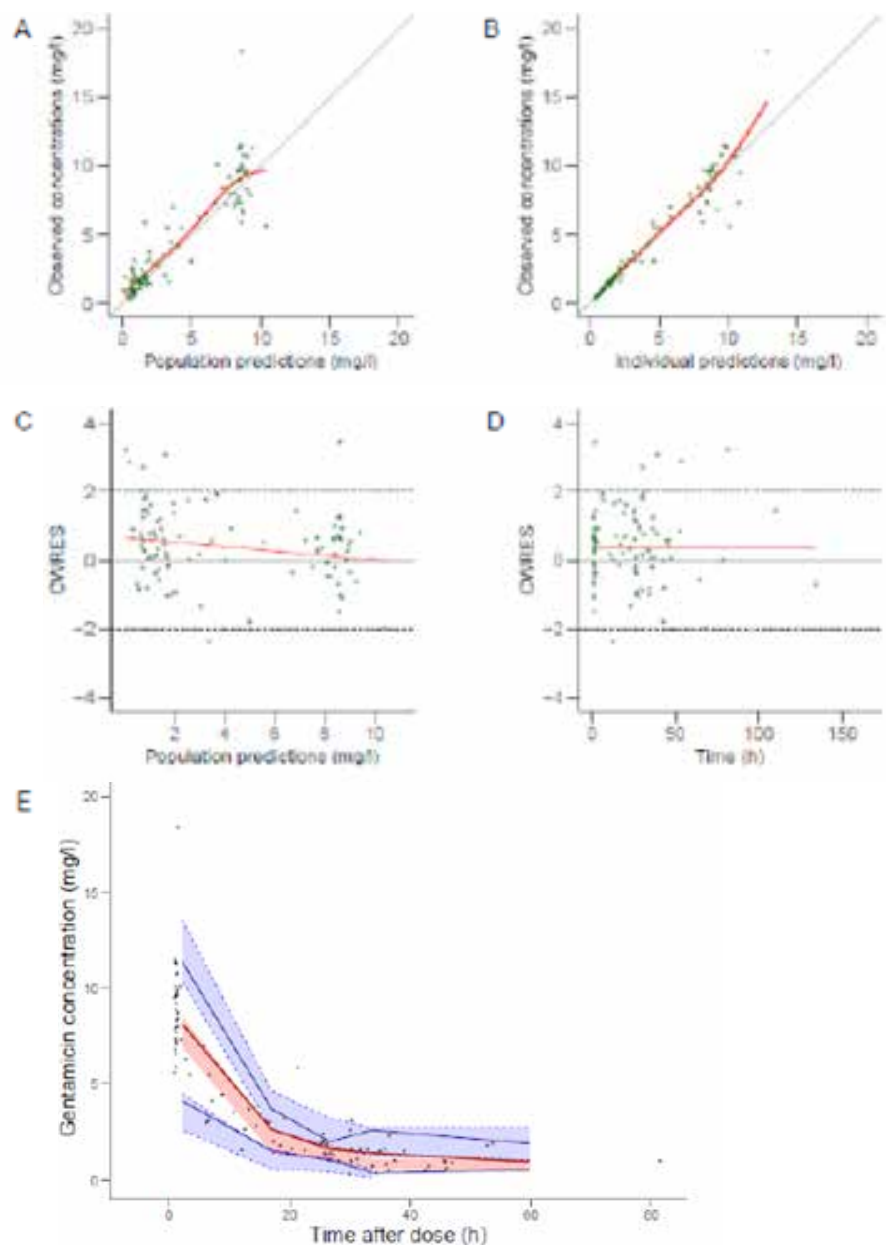 A
Observed concentrations (mg/l)
20
15
10
5
0
0 5 10 15 20
Population predictions (mg/l)
B
Observed concentrations (mg/l)
20
15
10
5
0
0 5 10 15 20
Individual predictions (mg/l)
C
CWRES
4
2
0
−2
−4
2 4 6 8 10
Population predictions (mg/l)
D
CWRES
4
2
0
−2
−4
0 50 100 150
Time (h)
E
Gentamicin concentration (mg/l)
20
15
10
5
0
0 20 40 60 80
Time after dose (h)